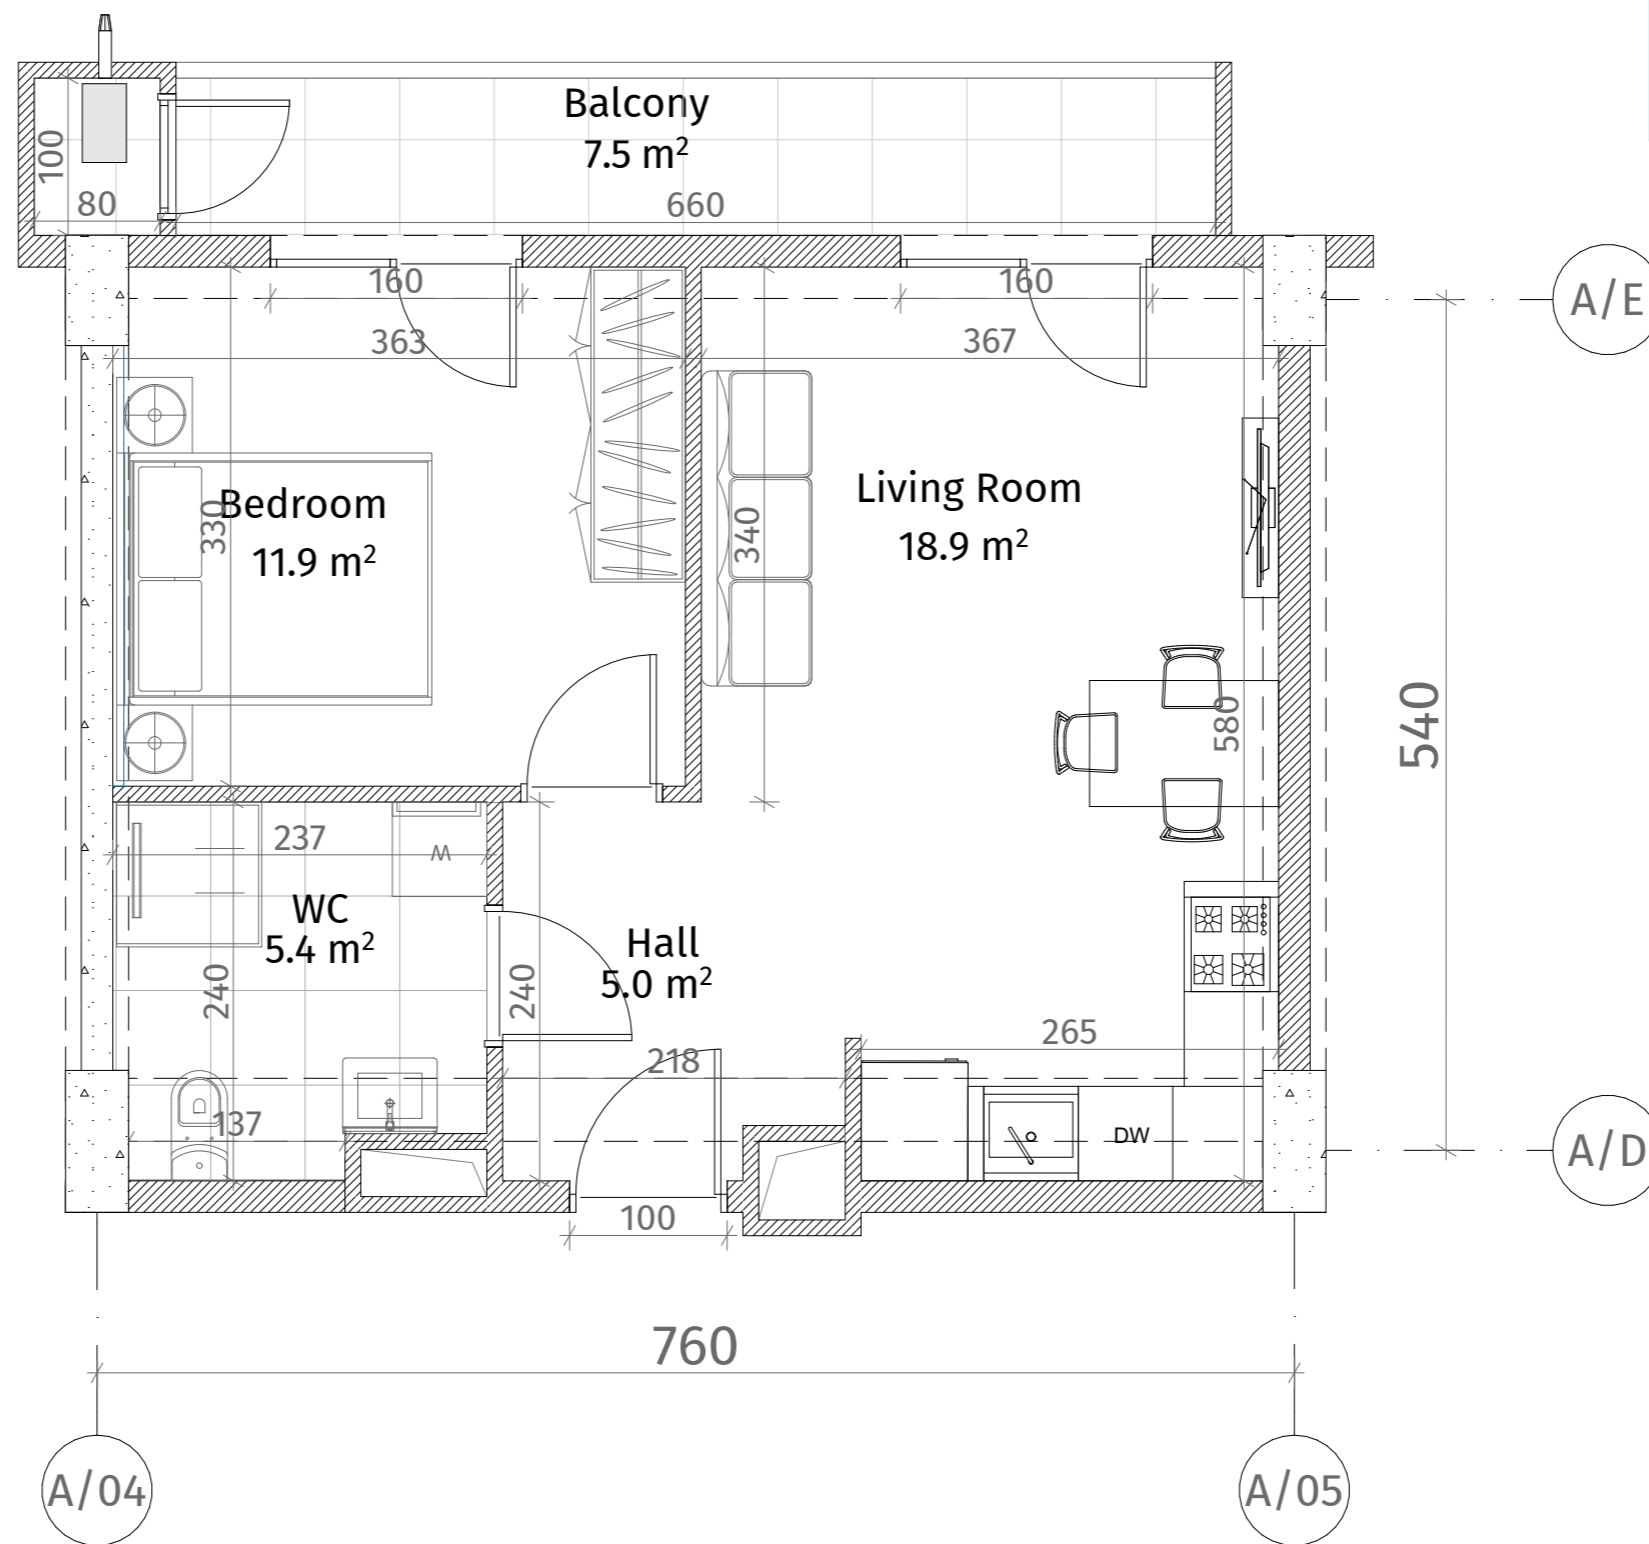 Balcony
7.5 m²
100
80
660
160
160
A/E
363
367
Bedroom
330
11.9 m²
340
Living Room
18.9 m²
580
540
237
W
WC
5.4 m²
240
240
Hall
5.0 m²
265
218
137
DW
A/D
100
760
A/04
A/05